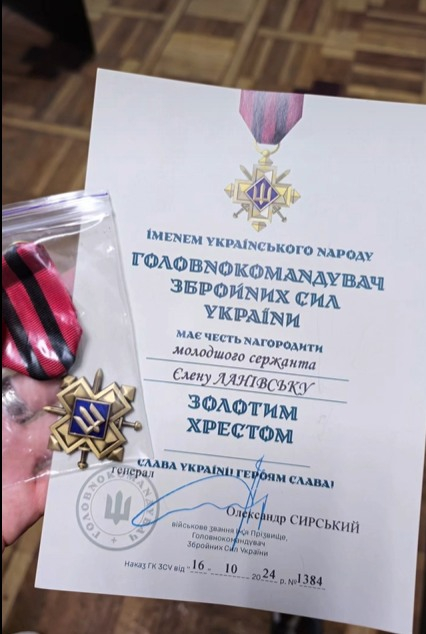 ІМЕНЕМ УКРАЇНСЬКОГО НАРОДУ
ГОЛОВНОКОМАНДУВАЧ
ЗБРОЙНИХ СИЛ
УКРАЇНИ
МАЄ ЧЕСТЬ НАГОРОДИТИ
молодшого сержанта
Єлену ЛАНІВСЬКУ
ЗОЛОТИМ
ХРЕСТОМ
СЛАВА УКРАЇНІ! ГЕРОЯМ СЛАВА!
Генерал
ГОЛОВНОКОМАНДУВАЧ
Олександр СИРСЬКИЙ
військове звання Ім'я Прізвище,
Головнокомандувач
Збройних Сил України
Наказ ГК ЗСУ від "16" 10 2024 р. № 1384